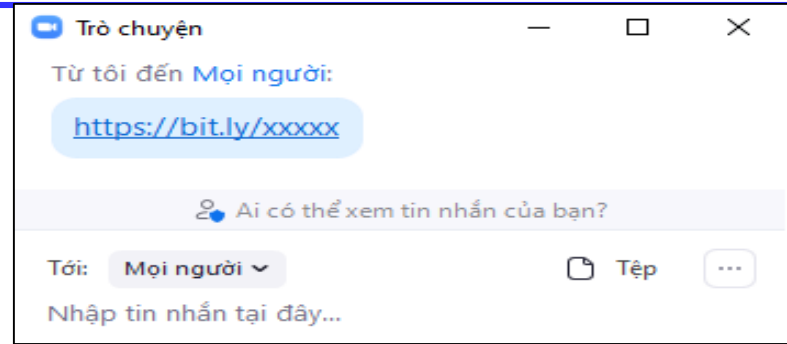 Trò chuyện
Từ tôi đến Mọi người:
https://bit.ly/xxxxx
Ai có thể xem tin nhắn của bạn?
Tới: Mọi người Tệp ...
Nhập tin nhắn tại đây...